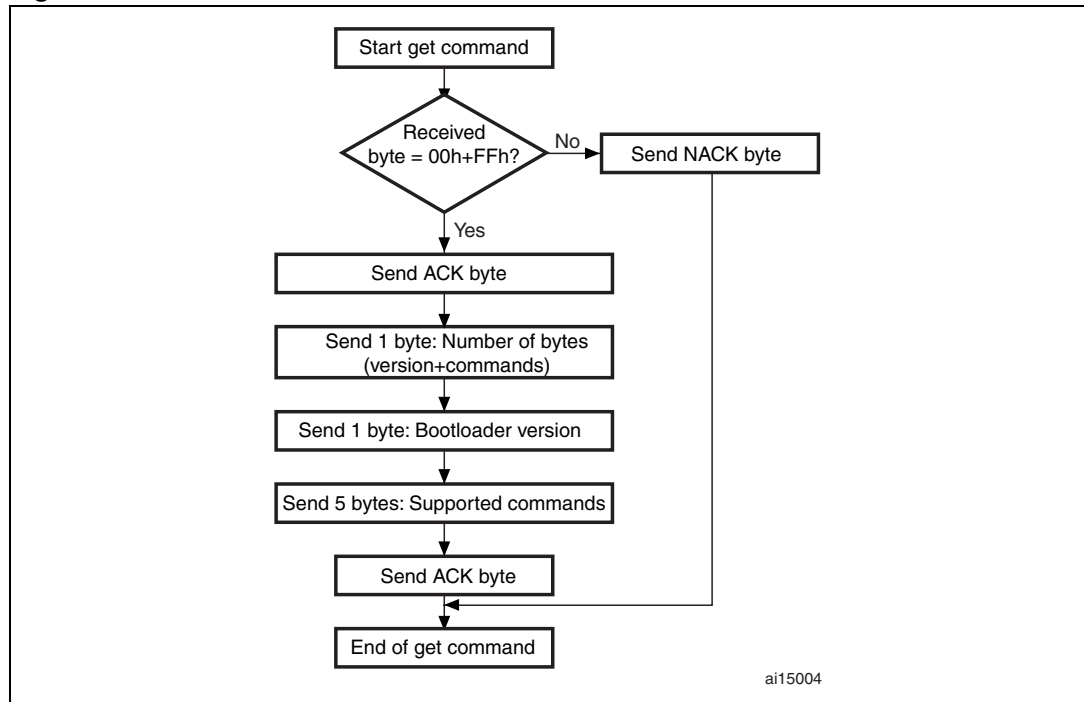 Start get command
Received
byte = 00h+FFh?
No
Send NACK byte
Yes
Send ACK byte
Send 1 byte: Number of bytes
(version+commands)
Send 1 byte: Bootloader version
Send 5 bytes: Supported commands
Send ACK byte
End of get command
ai15004